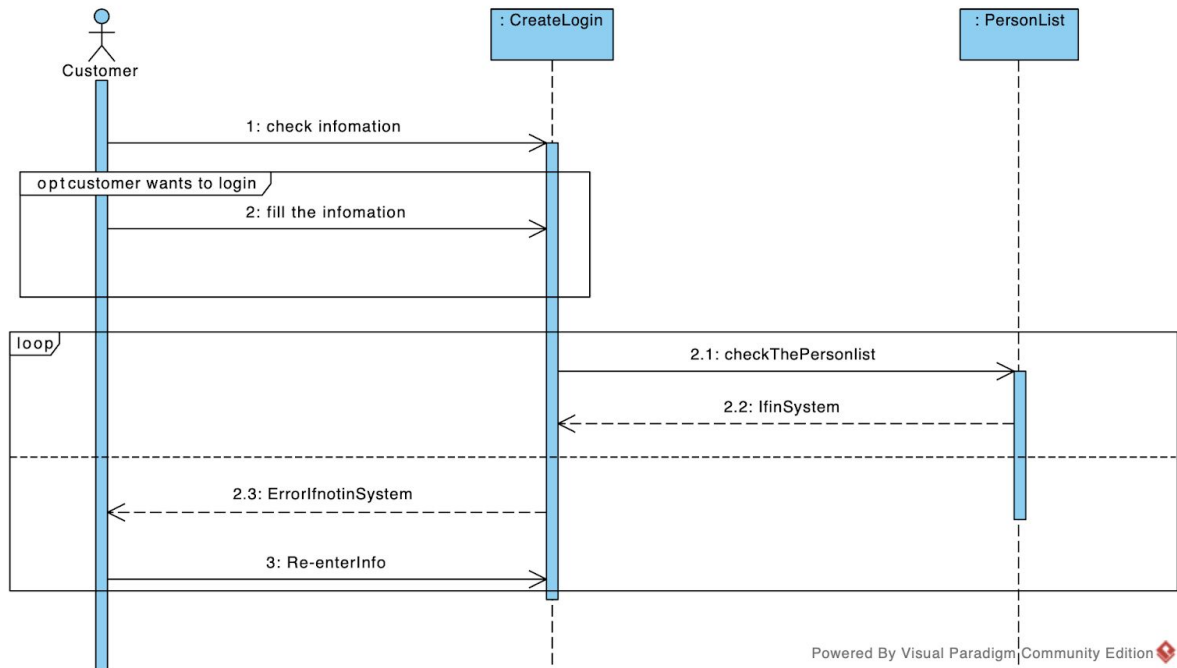 : CreateLogin
: PersonList
Customer
1: check infomation
opt customer wants to login
2: fill the infomation
loop
2.1: checkThePersonlist
2.2: IfinSystem
2.3: ErrorIfnotinSystem
3: Re-enterInfo
Powered By Visual Paradigm Community Edition